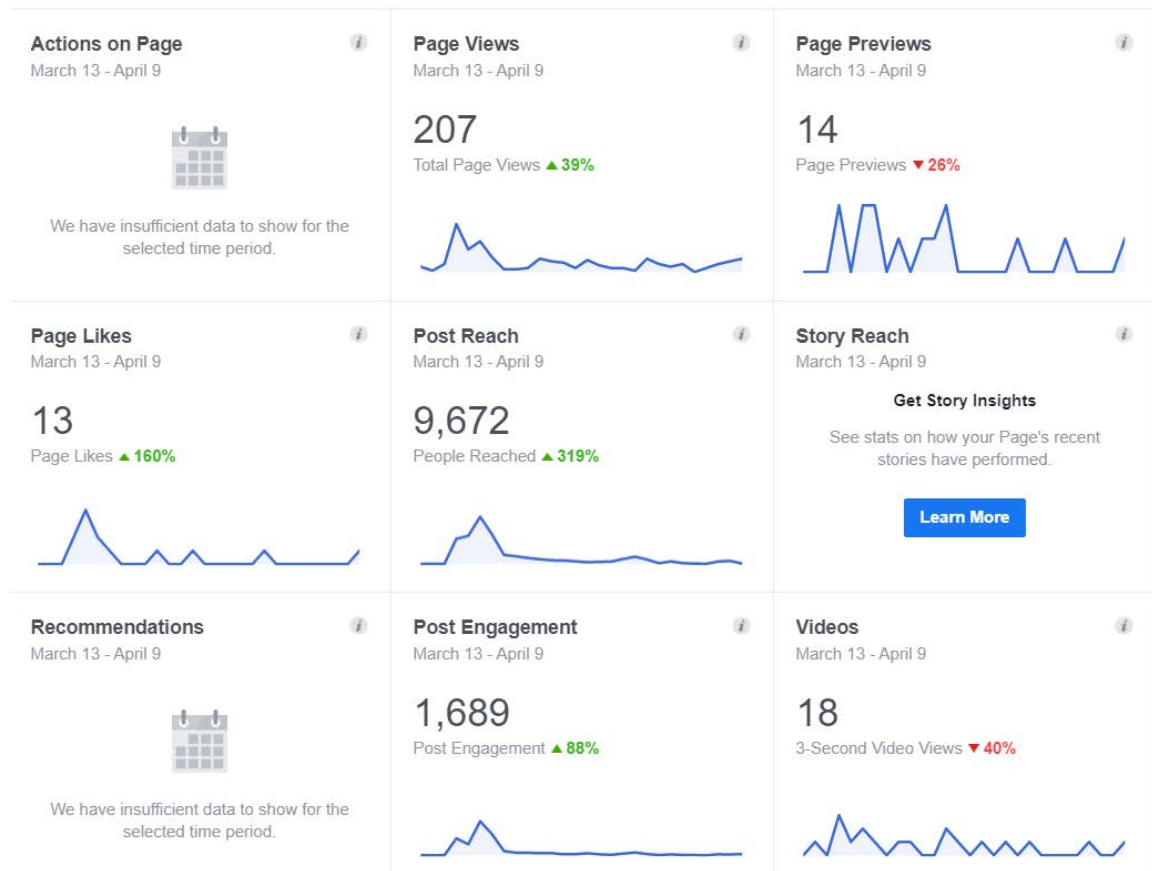 Actions on Page
March 13 - April 9
We have insufficient data to show for the
selected time period.
Page Views
March 13 - April 9
207
Total Page Views ▲ 39%
Page Previews
March 13 - April 9
14
Page Previews ▼ 26%
Page Likes
March 13 - April 9
13
Page Likes ▲ 160%
Post Reach
March 13 - April 9
9,672
People Reached ▲ 319%
Story Reach
March 13 - April 9
Get Story Insights
See stats on how your Page's recent
stories have performed.
Learn More
Recommendations
March 13 - April 9
We have insufficient data to show for the
selected time period.
Post Engagement
March 13 - April 9
1,689
Post Engagement ▲ 88%
Videos
March 13 - April 9
18
3-Second Video Views ▼ 40%